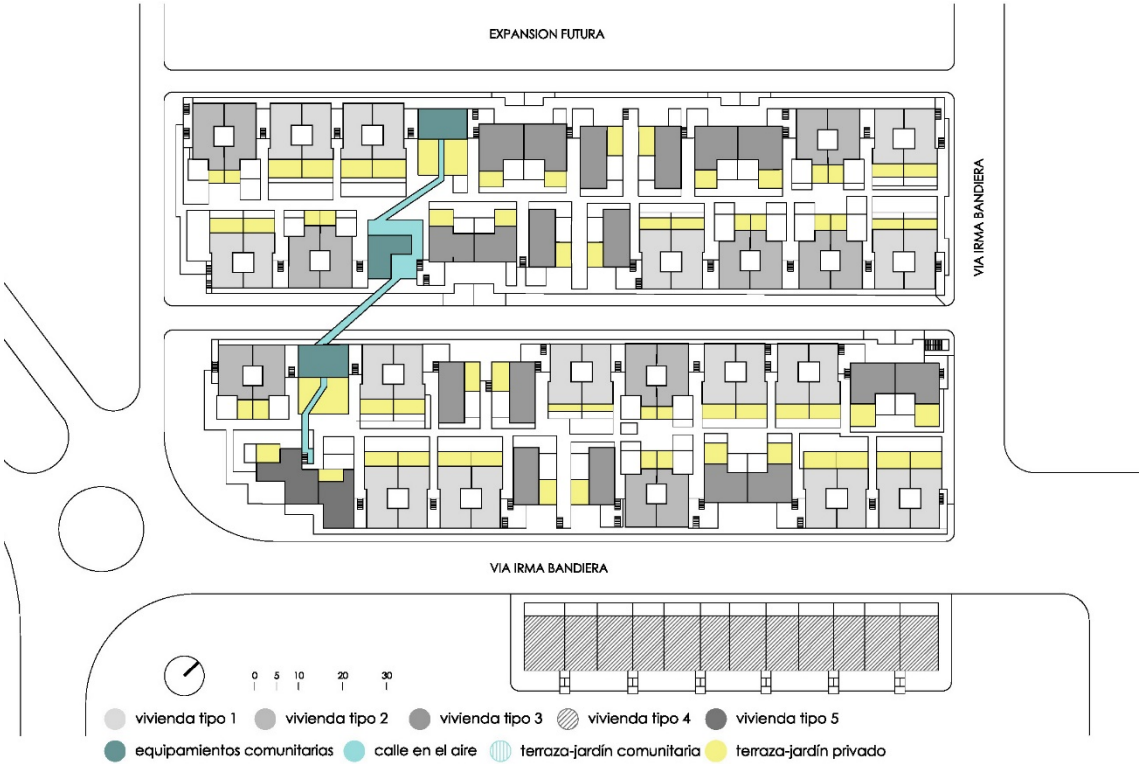 EXPANSION FUTURA
VIA IRMA BANDIERA
VIA IRMA BANDIERA
0 5 10 20 30
vivienda tipo 1 vivienda tipo 2 vivienda tipo 3 vivienda tipo 4 vivienda tipo 5
equipamientos comunitarias calle en el aire terraza-jardín comunitaria terraza-jardín privado